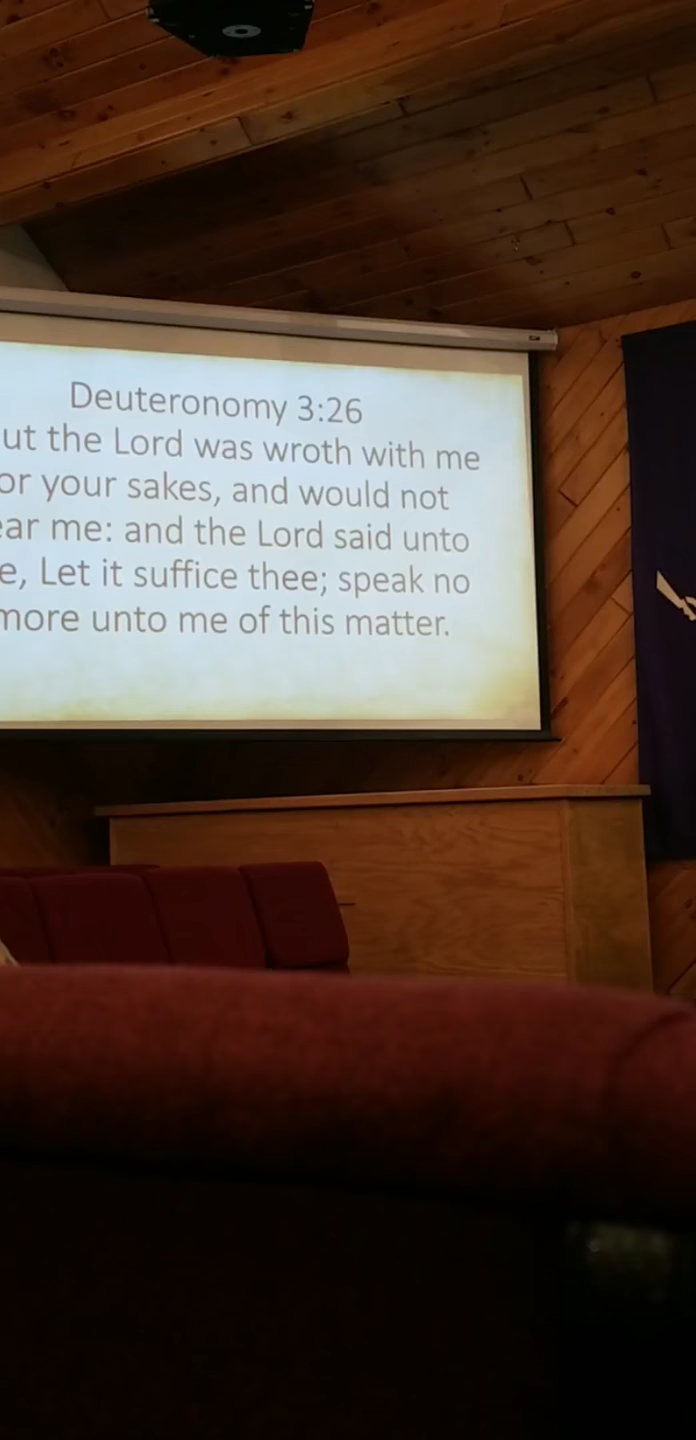 Deuteronomy 3:26
ut the Lord was wroth with me
or your sakes, and would not
ear me: and the Lord said unto
e, Let it suffice thee; speak no
more unto me of this matter.